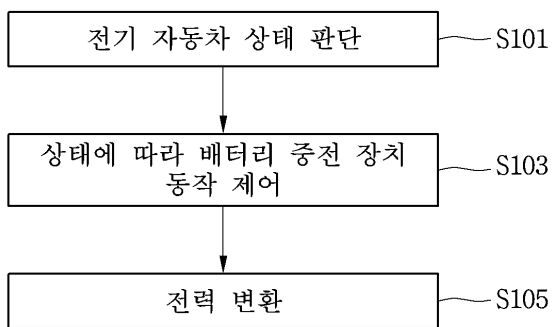 전기 자동차 상태 판단
S101
상태에 따라 배터리 충전 장치
동작 제어
S103
전력 변환
S105